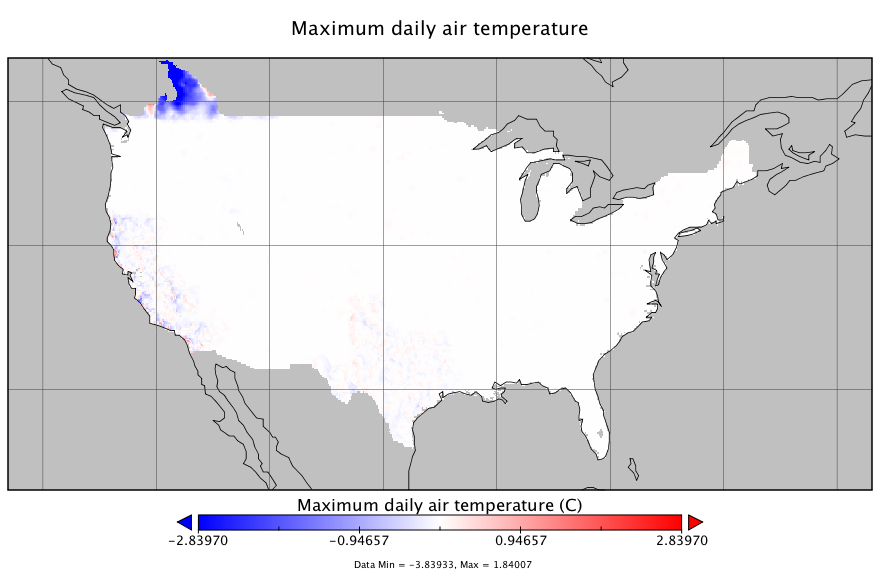 Maximum daily air temperature
Maximum daily air temperature (C)
-2.83970 -0.94657 0.94657 2.83970
Data Min = -3.83933, Max = 1.84007